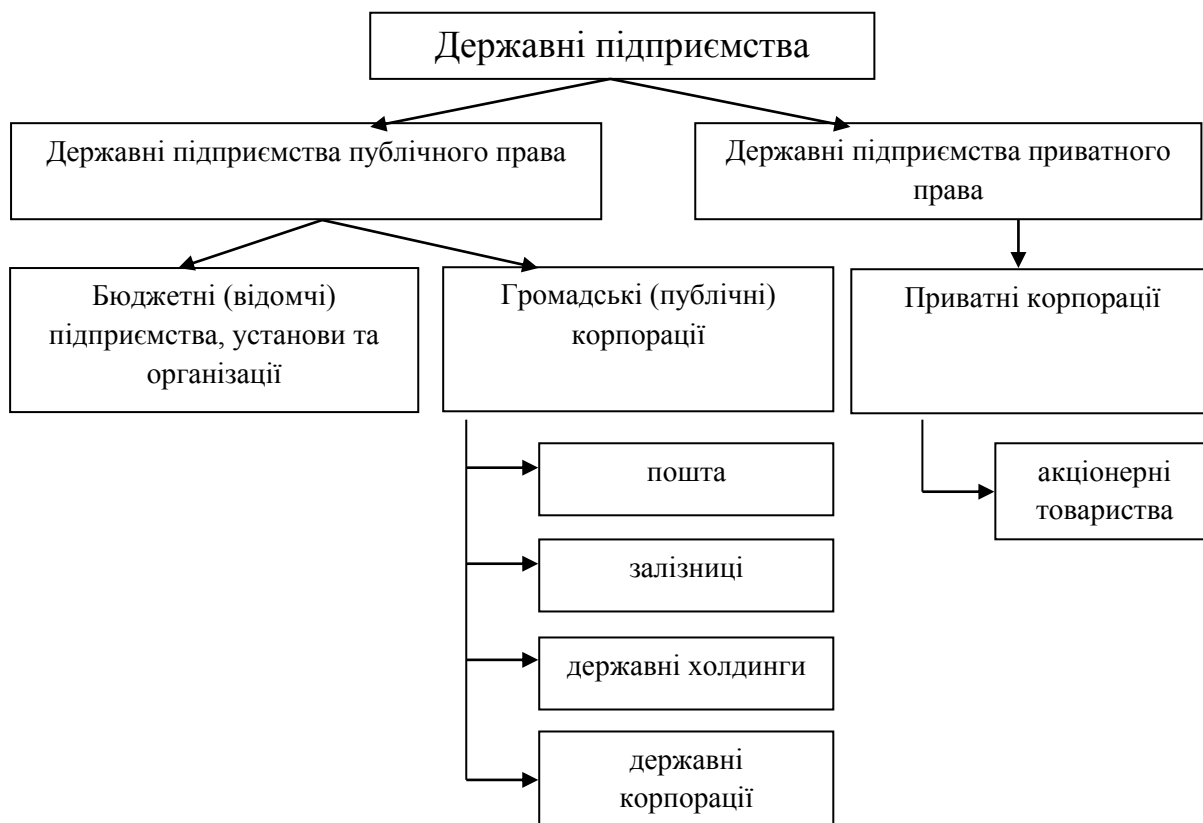 Державні підприємства
Державні підприємства публічного права
Державні підприємства приватного
права
Бюджетні (відомчі)
підприємства, установи та
організації
Громадські (публічні)
корпорації
Приватні корпорації
пошта
залізниці
державні холдинги
державні
корпорації
акціонерні
товариства